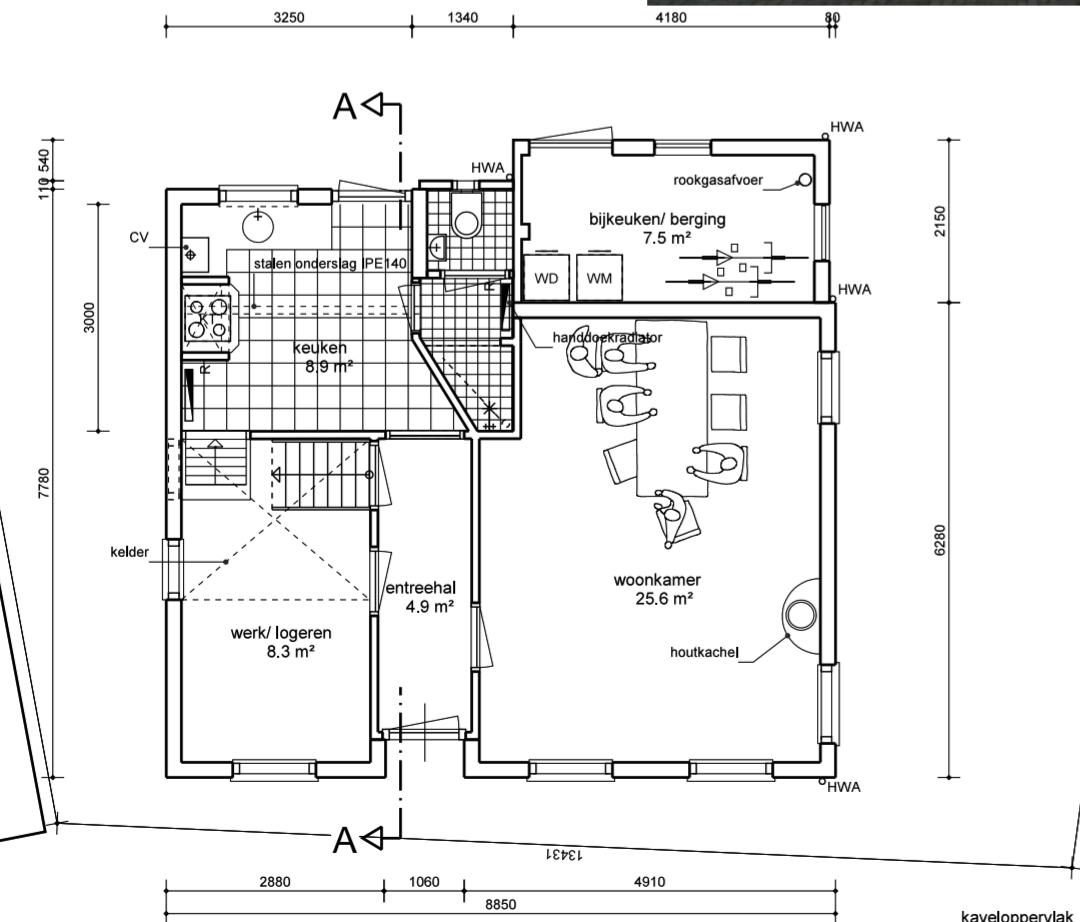 3250
1340
4180
80
A
HWA
540
HWA
rookgasafvoer
110
bijkeuken/ berging
7.5 m²
2150
CV
stalen onderslag IPE140
WD
WM
HWA
R
3000
keuken
8.9 m²
handdoekradiator
R
7780
6280
kelder
woonkamer
25.6 m²
entreehal
4.9 m²
werk/ logeren
8.3 m²
houtkachel
HWA
A
13431
2880
1060
4910
8850
kaveloppervlak